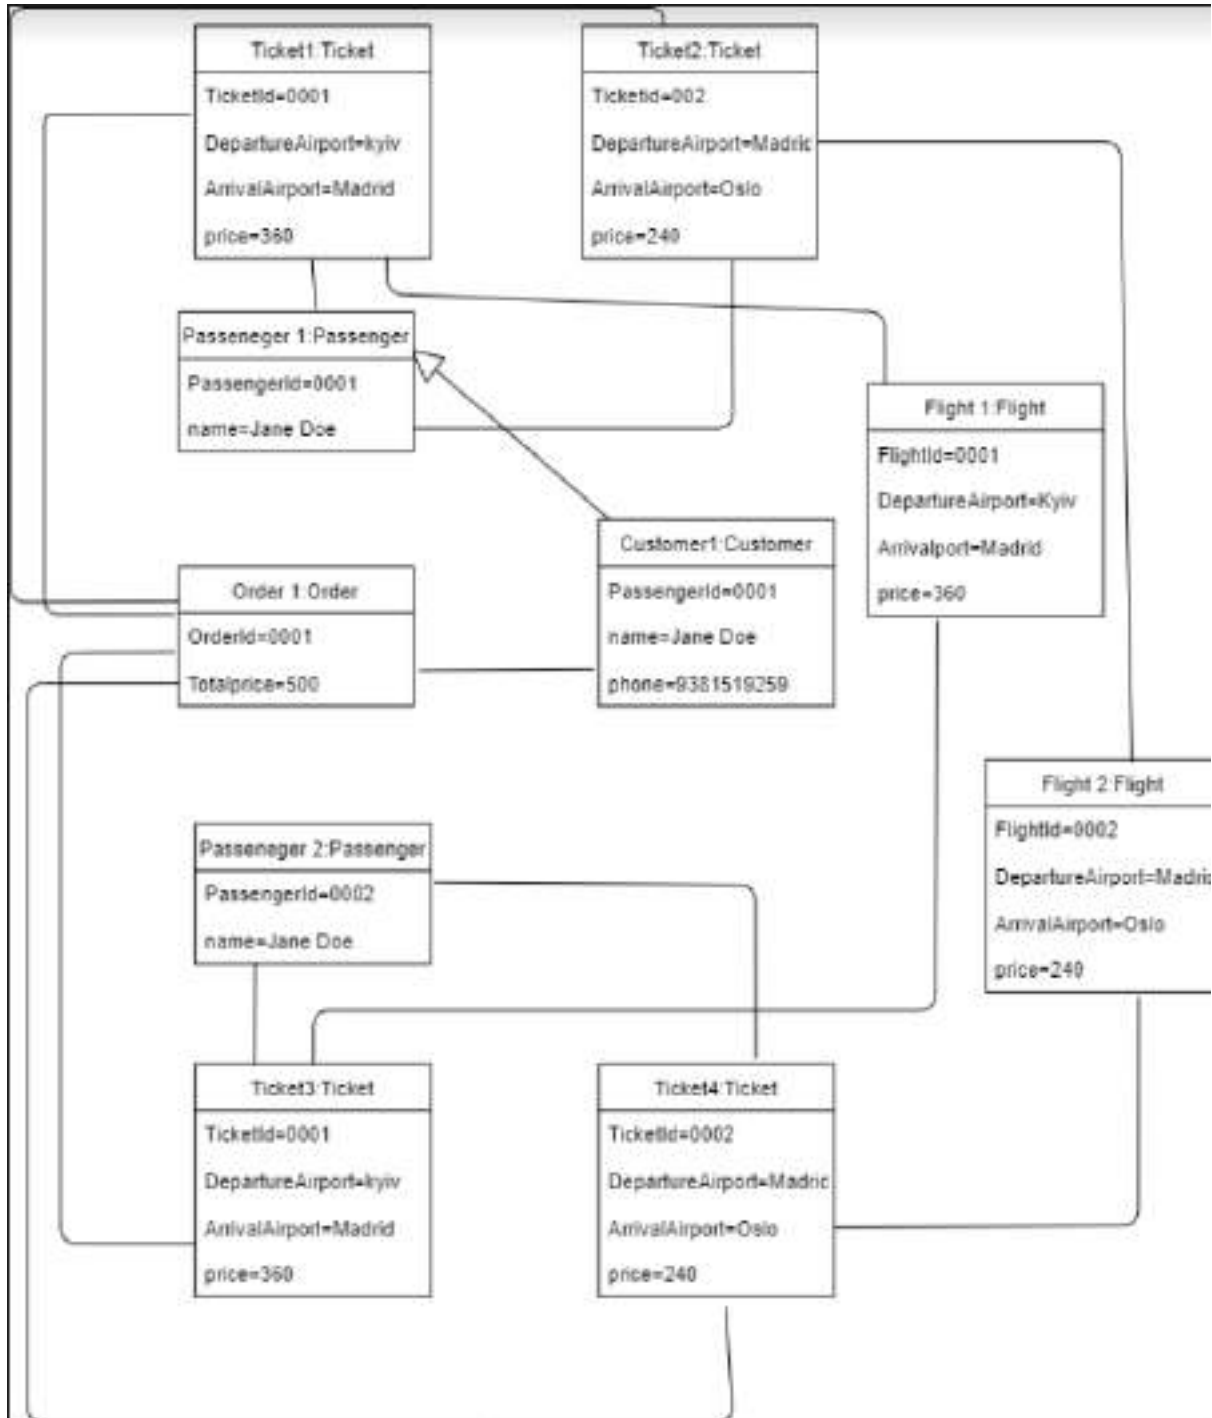 Ticket1:Ticket
TicketId=0001
DepartureAirport=kyiv
ArrivalAirport=Madrid
price=360
Ticket2:Ticket
TicketId=002
DepartureAirport=Madrid
ArrivalAirport=Oslo
price=240
Passeneger 1:Passenger
PassengerId=0001
name=Jane Doe
Flight 1:Flight
FlightId=0001
DepartureAirport=Kyiv
Arrivalport=Madrid
price=360
Customer1:Customer
PassengerId=0001
name=Jane Doe
phone=9381519259
Order 1:Order
OrderId=0001
Totalprice=500
Flight 2:Flight
FlightId=0002
DepartureAirport=Madrid
ArrivalAirport=Oslo
price=240
Passeneger 2:Passenger
PassengerId=0002
name=Jane Doe
Ticket3:Ticket
TicketId=0001
DepartureAirport=kyiv
ArrivalAirport=Madrid
price=360
Ticket4:Ticket
TicketId=0002
DepartureAirport=Madrid
ArrivalAirport=Oslo
price=240